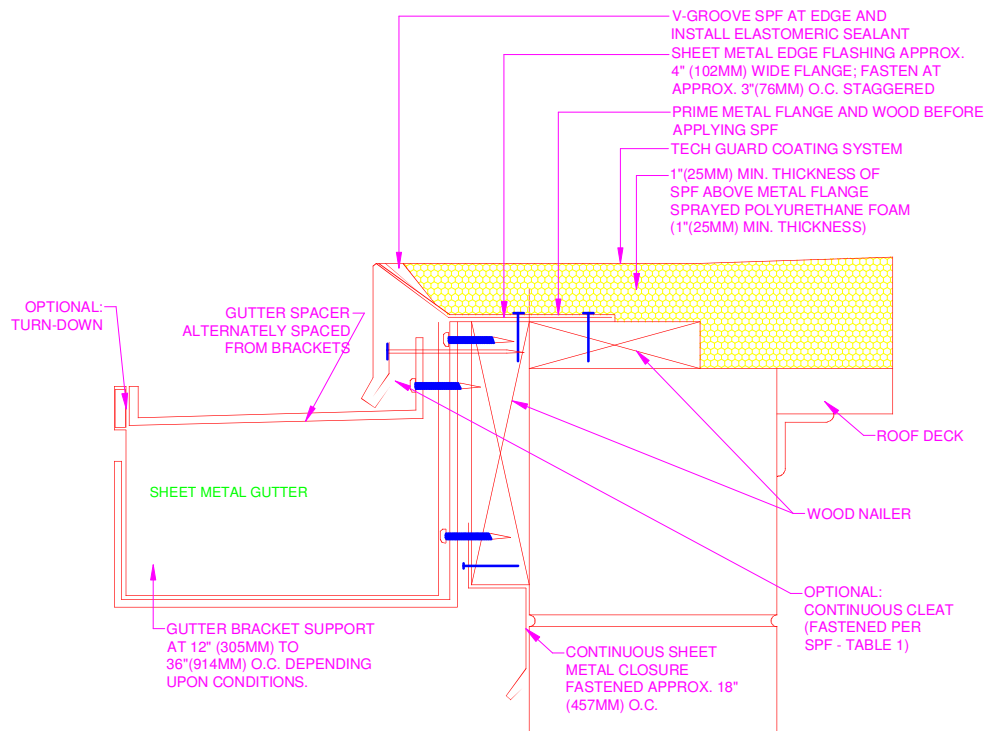 V-GROOVE SPF AT EDGE AND
INSTALL ELASTOMERIC SEALANT
SHEET METAL EDGE FLASHING APPROX.
4" (102MM) WIDE FLANGE; FASTEN AT
APPROX. 3"(76MM) O.C. STAGGERED
PRIME METAL FLANGE AND WOOD BEFORE
APPLYING SPF
TECH GUARD COATING SYSTEM
1"(25MM) MIN. THICKNESS OF
SPF ABOVE METAL FLANGE
SPRAYED POLYURETHANE FOAM
(1"(25MM) MIN. THICKNESS)
OPTIONAL:
TURN-DOWN
GUTTER SPACER
ALTERNATELY SPACED
FROM BRACKETS
ROOF DECK
SHEET METAL GUTTER
WOOD NAILER
OPTIONAL:
CONTINUOUS CLEAT
(FASTENED PER
SPF - TABLE 1)
GUTTER BRACKET SUPPORT
AT 12" (305MM) TO
36"(914MM) O.C. DEPENDING
UPON CONDITIONS.
CONTINUOUS SHEET
METAL CLOSURE
FASTENED APPROX. 18"
(457MM) O.C.